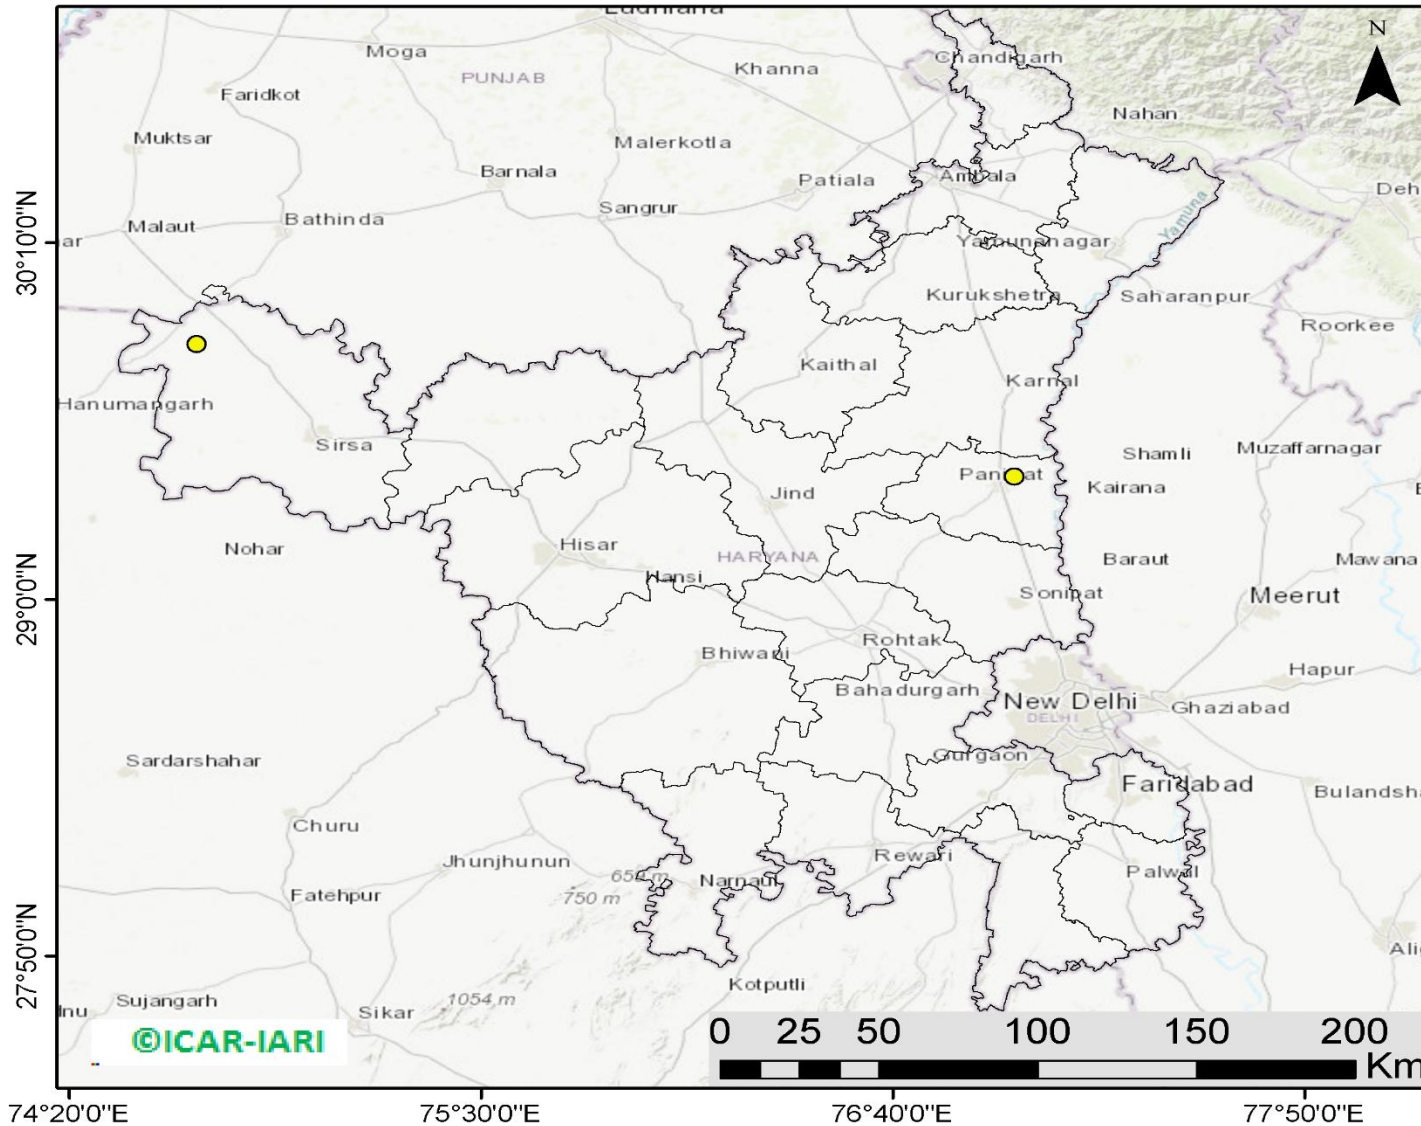 Ludhiana
N
Chandigarh
Moga
Khanna
PUNJAB
Faridkot
Nahan
Muktsar
Malerkotla
Barnala
Patiala
Ambala
Sangrur
Malaut
Bathinda
Yamuna
30°10'0"N
Yamunanagar
Kurukshetra
Saharanpur
Roorkee
Kaithal
Karnal
Hanumangarh
Sirsa
Shamli
Muzaffarnagar
Panipat
Kairana
Jind
Nohar
Hisar
HARYANA
Baraut
Mawana
Hansi
29°0'0"N
Sonipat
Meerut
Rohtak
Bhiwani
Hapur
Bahadurgarh
New Delhi
Ghaziabad
DELHI
Gurgaon
Sardarshahar
Faridabad
Bulandsha
Churu
Jhunjhunun
Rewari
Palwal
650 m
Narnaul
Fatehpur
750 m
27°50'0"N
Kotputli
Sujangarh
Sikar
1054 m
©ICAR-IARI
0 25 50 100 150 200
Km
74°20'0"E 75°30'0"E 76°40'0"E 77°50'0"E